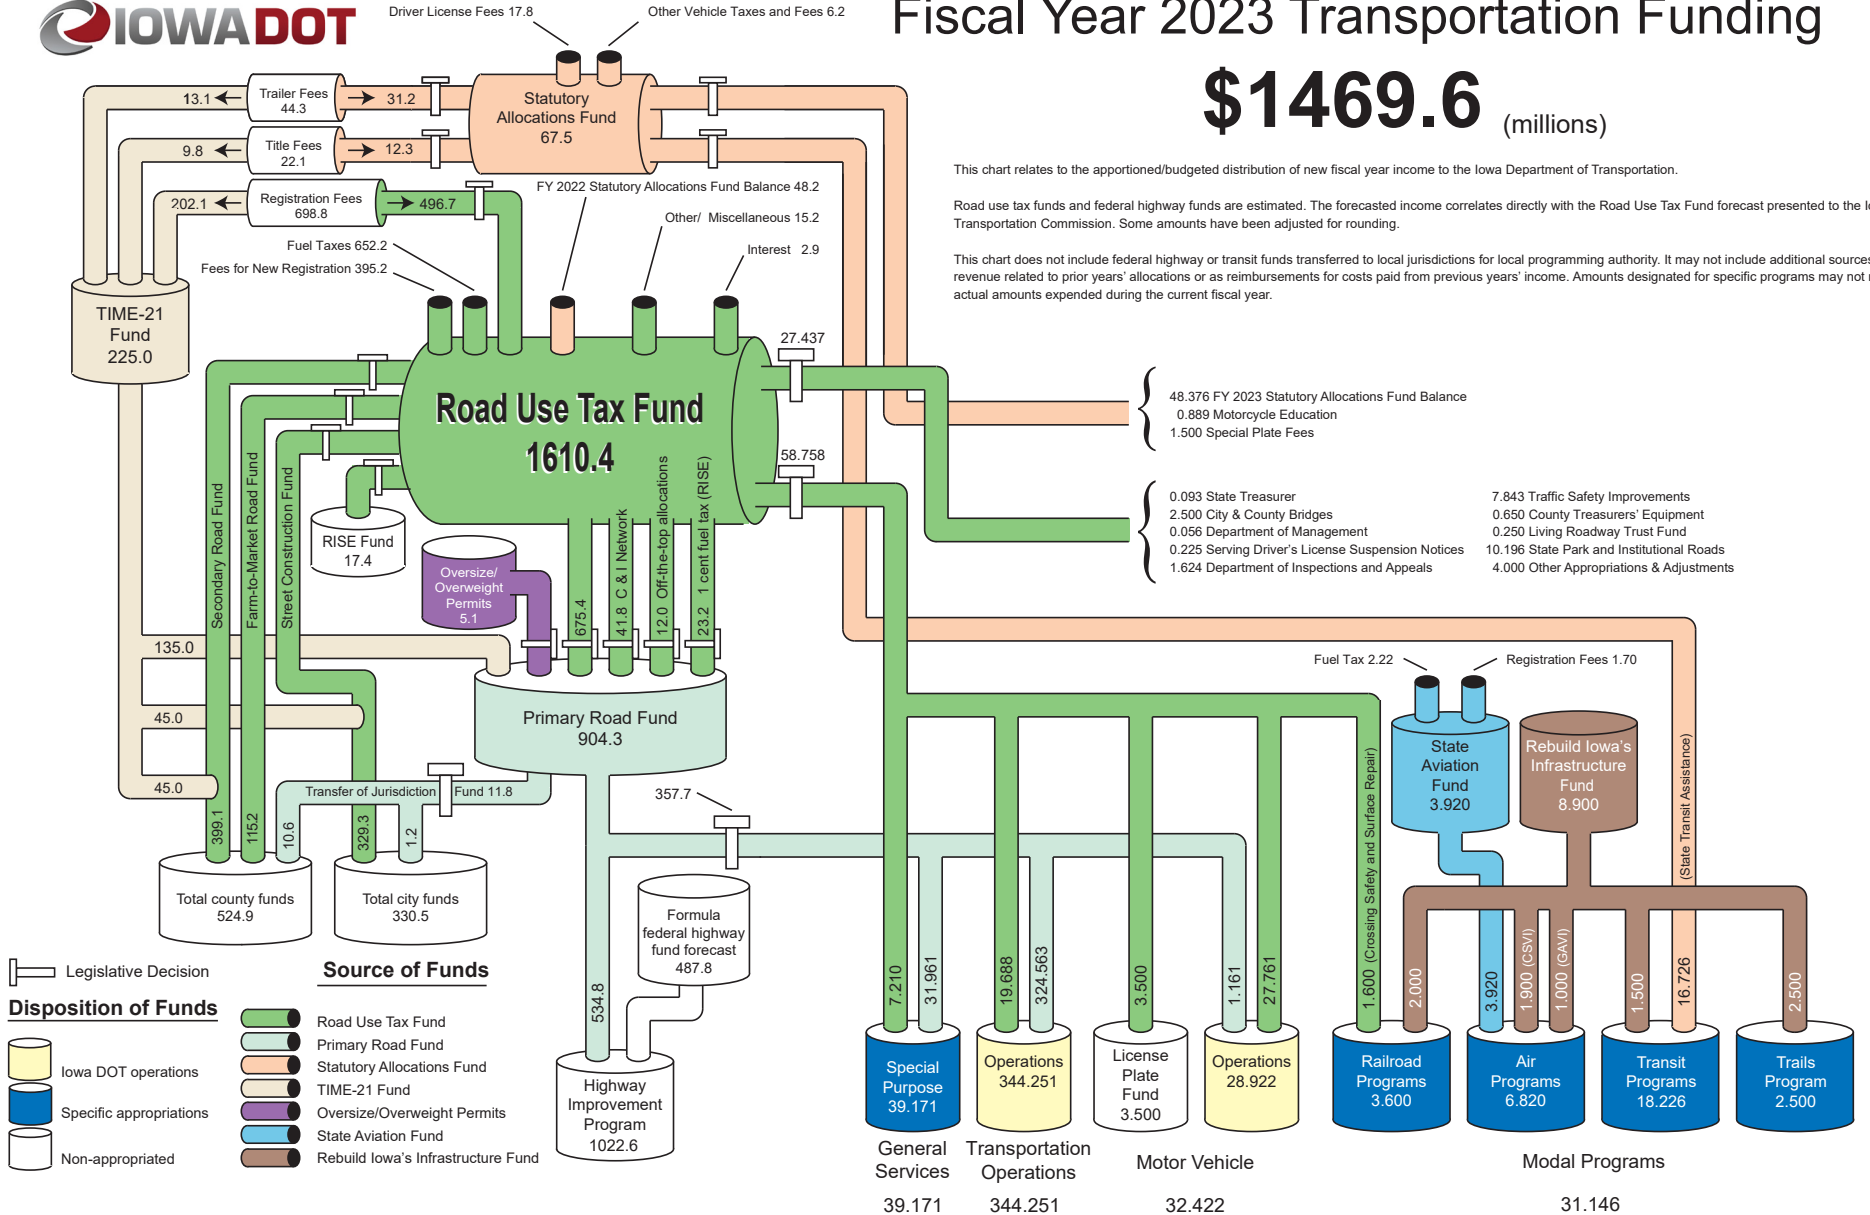 IOWADOT
Driver License Fees 17.8
Other Vehicle Taxes and Fees 6.2
Fiscal Year 2023 Transportation Funding
$1469.6 (millions)
This chart relates to the apportioned/budgeted distribution of new fiscal year income to the Iowa Department of Transportation.
Road use tax funds and federal highway funds are estimated. The forecasted income correlates directly with the Road Use Tax Fund forecast presented to the
Transportation Commission. Some amounts have been adjusted for rounding.
This chart does not include federal highway or transit funds transferred to local jurisdictions for local programming authority. It may not include additional sources
revenue related to prior years' allocations or as reimbursements for costs paid from previous years' income. Amounts designated for specific programs may not
actual amounts expended during the current fiscal year.
13.1
Trailer Fees
44.3
31.2
Statutory
Allocations Fund
67.5
9.8
Title Fees
22.1
12.3
202.1
Registration Fees
698.8
496.7
FY 2022 Statutory Allocations Fund Balance 48.2
Other/ Miscellaneous 15.2
Interest 2.9
Fuel Taxes 652.2
Fees for New Registration 395.2
TIME-21
Fund
225.0
Road Use Tax Fund
1610.4
27.437
58.758
48.376 FY 2023 Statutory Allocations Fund Balance
0.889 Motorcycle Education
1.500 Special Plate Fees
0.093 State Treasurer
2.500 City & County Bridges
0.056 Department of Management
0.225 Serving Driver's License Suspension Notices
1.624 Department of Inspections and Appeals
7.843 Traffic Safety Improvements
0.650 County Treasurers' Equipment
0.250 Living Roadway Trust Fund
10.196 State Park and Institutional Roads
4.000 Other Appropriations & Adjustments
Secondary Road Fund
Farm-to-Market Road Fund
Street Construction Fund
RISE Fund
17.4
Oversize/
Overweight
Permits
5.1
675.4
41.8 C & I Network
12.0 Off-the-top allocations
23.2 1 cent fuel tax (RISE)
135.0
45.0
45.0
Primary Road Fund
904.3
Transfer of Jurisdiction Fund 11.8
357.7
399.1
115.2
10.6
329.3
1.2
Total county funds
524.9
Total city funds
330.5
Formula
federal highway
fund forecast
487.8
534.8
Highway
Improvement
Program
1022.6
Fuel Tax 2.22
Registration Fees 1.70
State
Aviation
Fund
3.920
Rebuild Iowa's
Infrastructure
Fund
8.900
7.210
31.961
19.688
324.563
3.500
1.161
27.761
1.600 (Crossing Safety and Surface Repair)
2.000
3.920
1.900 (CSVI)
1.000 (GAVI)
1.500
16.726
(State Transit Assistance)
2.500
Special
Purpose
39.171
Operations
344.251
License
Plate
Fund
3.500
Operations
28.922
Railroad
Programs
3.600
Air
Programs
6.820
Transit
Programs
18.226
Trails
Program
2.500
General
Services
39.171
Transportation
Operations
344.251
Motor Vehicle
32.422
Modal Programs
31.146
Legislative Decision
Disposition of Funds
Iowa DOT operations
Specific appropriations
Non-appropriated
Source of Funds
Road Use Tax Fund
Primary Road Fund
Statutory Allocations Fund
TIME-21 Fund
Oversize/Overweight Permits
State Aviation Fund
Rebuild Iowa's Infrastructure Fund